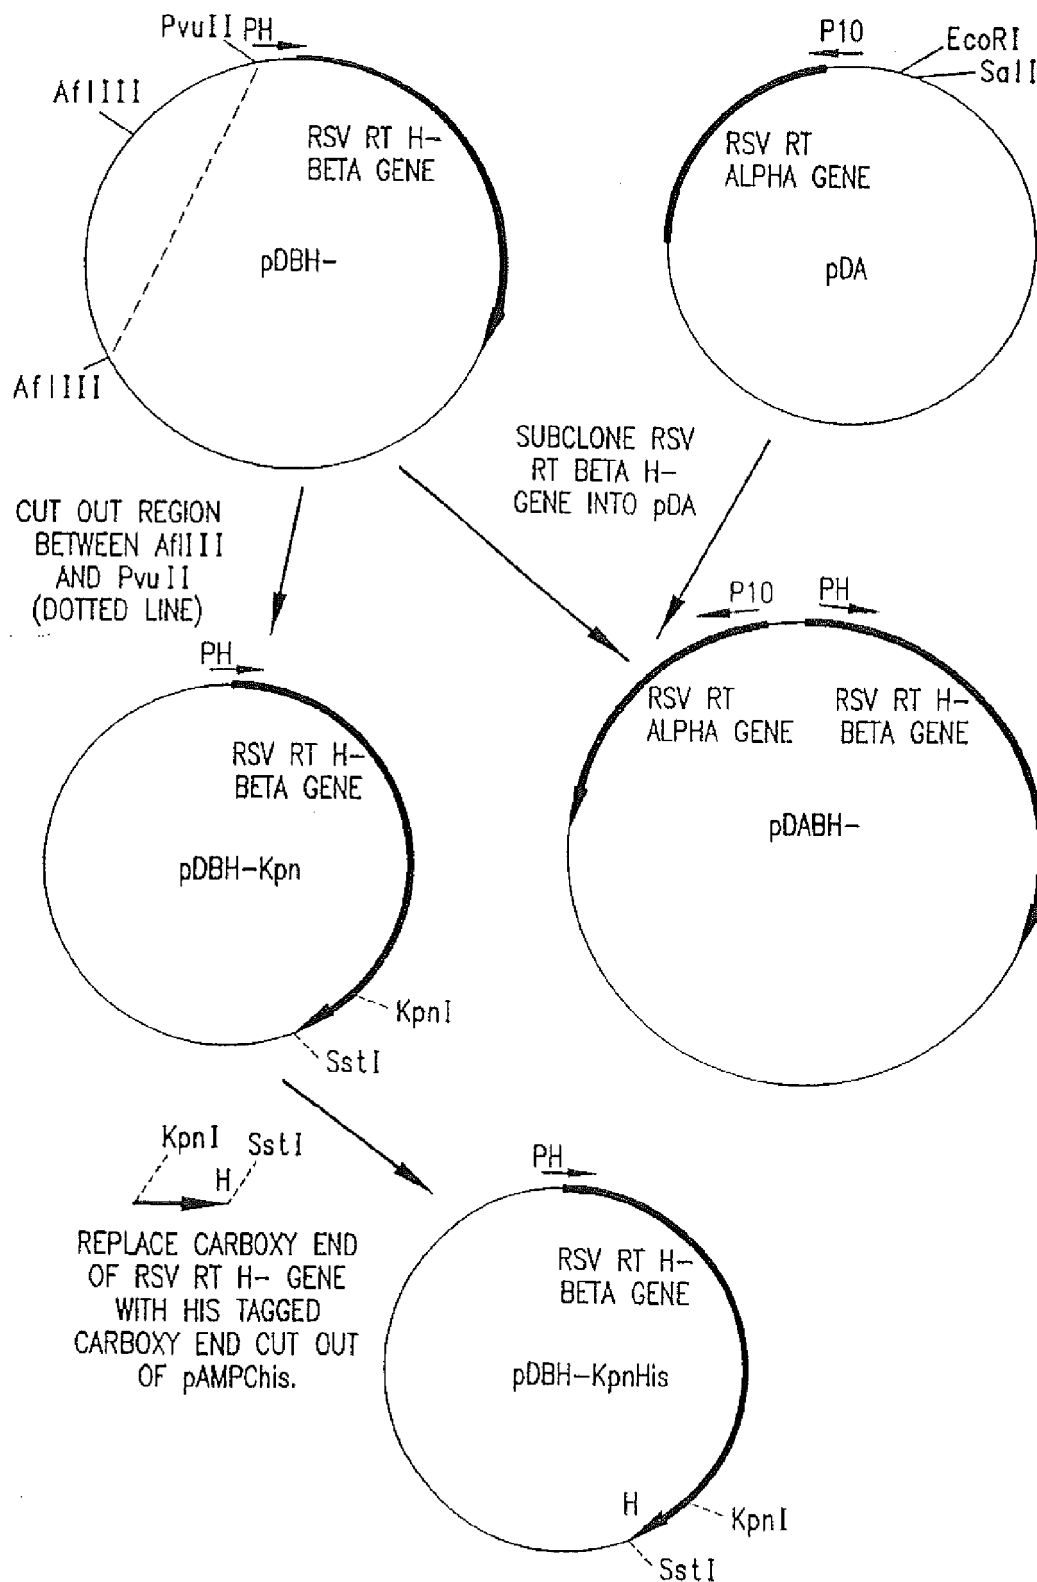 PvuII PH
AflIII
RSV RT H-
BETA GENE
pDBH-
AflIII
P10
EcoRI
SalI
RSV RT
ALPHA GENE
pDA
SUBCLONE RSV
RT BETA H-
GENE INTO pDA
CUT OUT REGION
BETWEEN AflIII
AND PvuII
(DOTTED LINE)
PH
RSV RT H-
BETA GENE
pDBH-Kpn
KpnI
SstI
P10 PH
RSV RT
ALPHA GENE
RSV RT H-
BETA GENE
pDABH-
KpnI
SstI
H
REPLACE CARBOXY END
OF RSV RT H- GENE
WITH HIS TAGGED
CARBOXY END CUT OUT
OF pAMPChis.
PH
RSV RT H-
BETA GENE
pDBH-KpnHis
H
KpnI
SstI